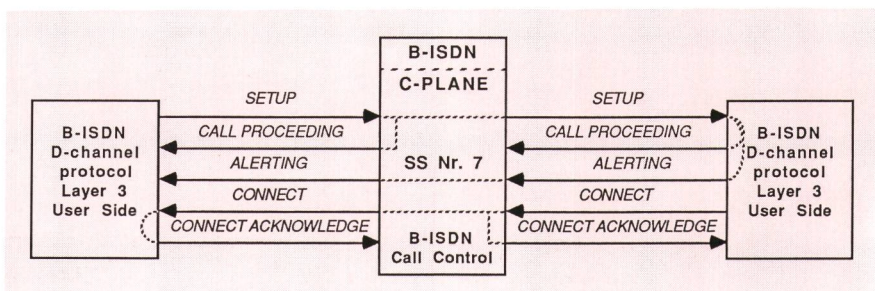 B-ISDN
C-PLANE
SETUP
SETUP
CALL PROCEEDING
CALL PROCEEDING
ALERTING
SS Nr. 7
ALERTING
CONNECT
CONNECT
CONNECT ACKNOWLEDGE
CONNECT ACKNOWLEDGE
B-ISDN
D-channel
protocol
Layer 3
User Side
B-ISDN
Call Control
B-ISDN
D-channel
protocol
Layer 3
User Side